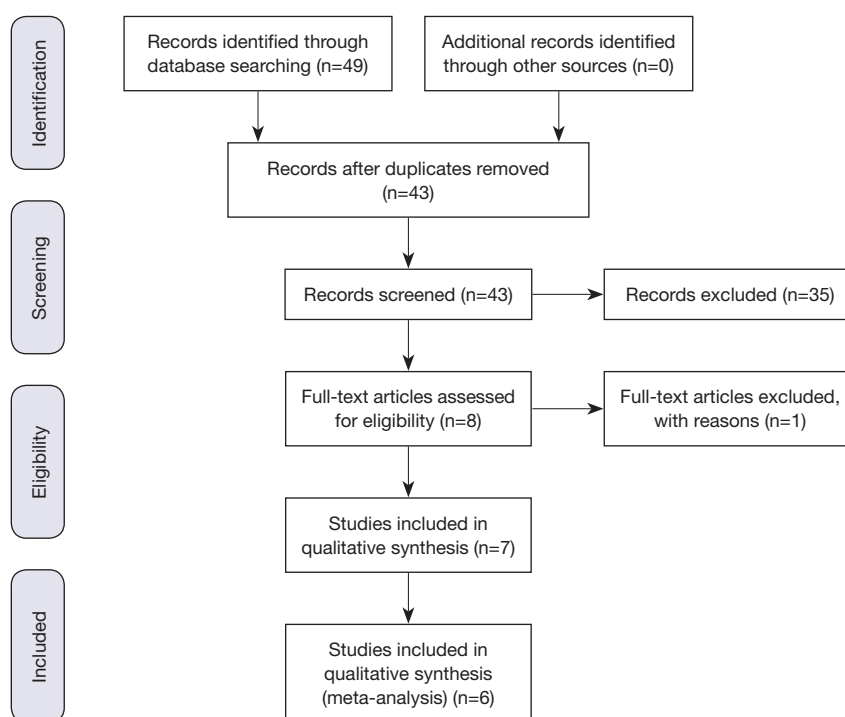 Identification
Records identified through
database searching (n=49)
Additional records identified
through other sources (n=0)
Records after duplicates removed
(n=43)
Screening
Records screened (n=43)
Records excluded (n=35)
Eligibility
Full-text articles assessed
for eligibility (n=8)
Full-text articles excluded,
with reasons (n=1)
Studies included in
qualitative synthesis (n=7)
Included
Studies included in
qualitative synthesis
(meta-analysis) (n=6)